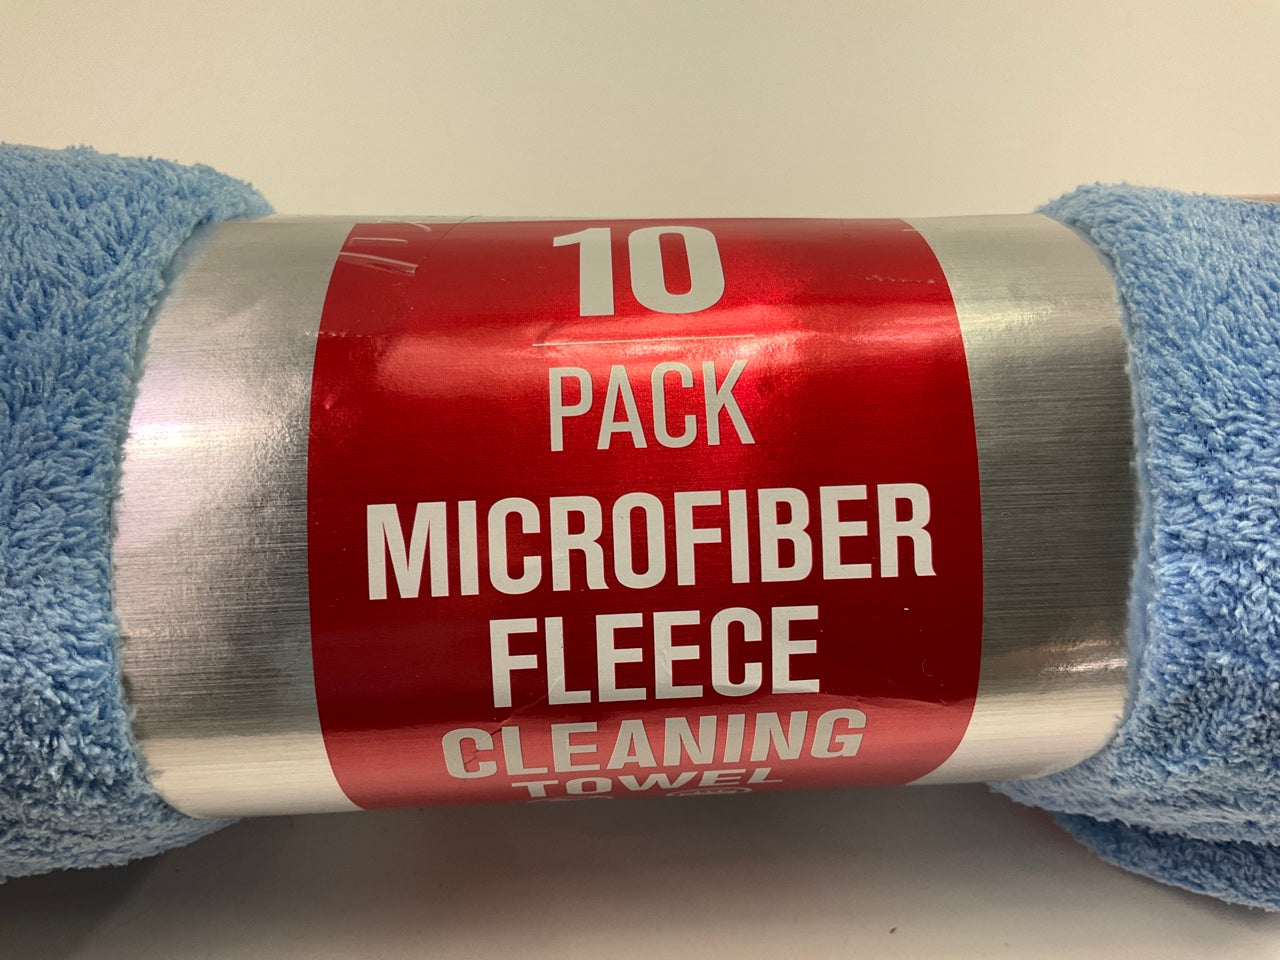 10
PACK
MICROFIBER
FLEECE
CLEANING
TOWEL